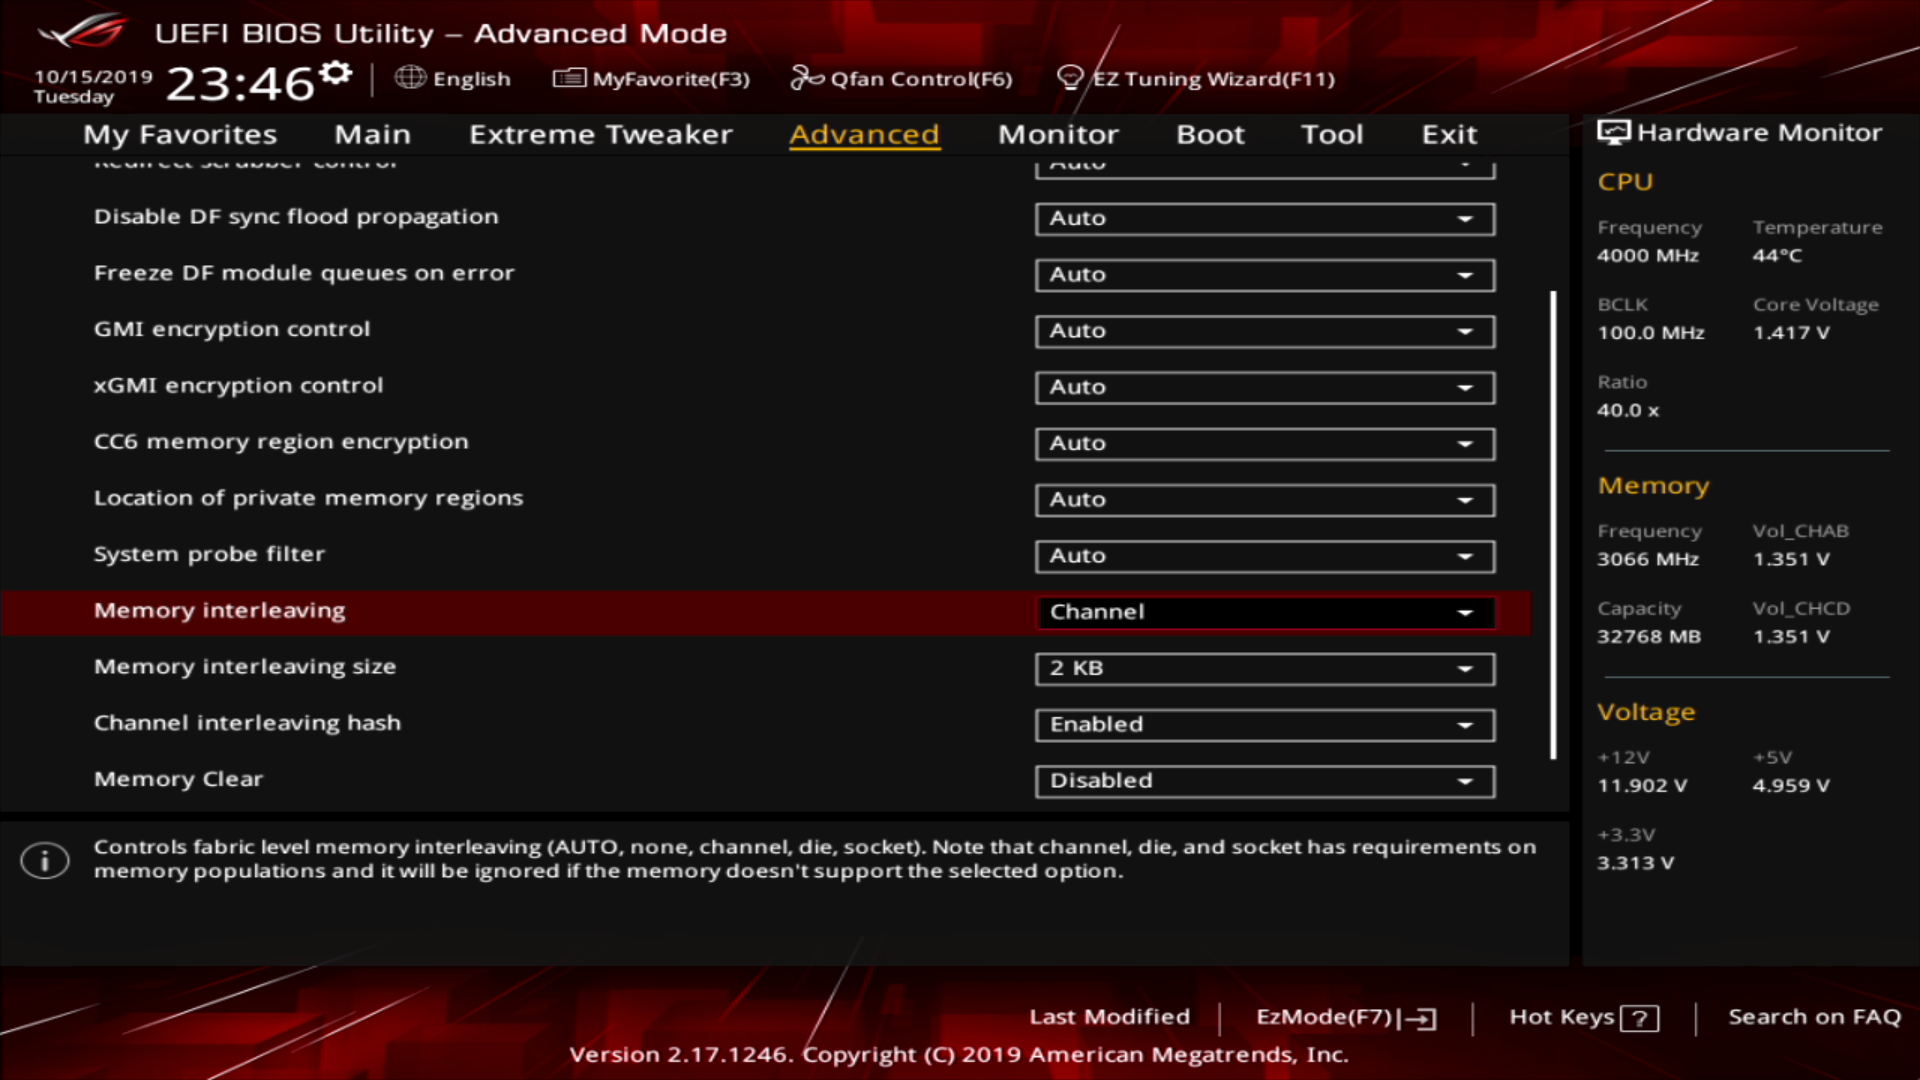 UEFI BIOS Utility – Advanced Mode
10/15/2019
Tuesday
23:46
English
MyFavorite(F3)
Qfan Control(F6)
EZ Tuning Wizard(F11)
My Favorites
Main
Extreme Tweaker
Advanced
Monitor
Boot
Tool
Exit
Redirect scrubber control
Auto
Disable DF sync flood propagation
Auto
Freeze DF module queues on error
Auto
GMI encryption control
Auto
xGMI encryption control
Auto
CC6 memory region encryption
Auto
Location of private memory regions
Auto
System probe filter
Auto
Memory interleaving
Channel
Memory interleaving size
2 KB
Channel interleaving hash
Enabled
Memory Clear
Disabled
Controls fabric level memory interleaving (AUTO, none, channel, die, socket). Note that channel, die, and socket has requirements on
memory populations and it will be ignored if the memory doesn't support the selected option.
Hardware Monitor
CPU
Frequency
Temperature
4000 MHz
44°C
BCLK
Core Voltage
100.0 MHz
1.417 V
Ratio
40.0 x
Memory
Frequency
Vol_CHAB
3066 MHz
1.351 V
Capacity
Vol_CHCD
32768 MB
1.351 V
Voltage
+12V
+5V
11.902 V
4.959 V
+3.3V
3.313 V
Last Modified
EzMode(F7)
Hot Keys ?
Search on FAQ
Version 2.17.1246. Copyright (C) 2019 American Megatrends, Inc.